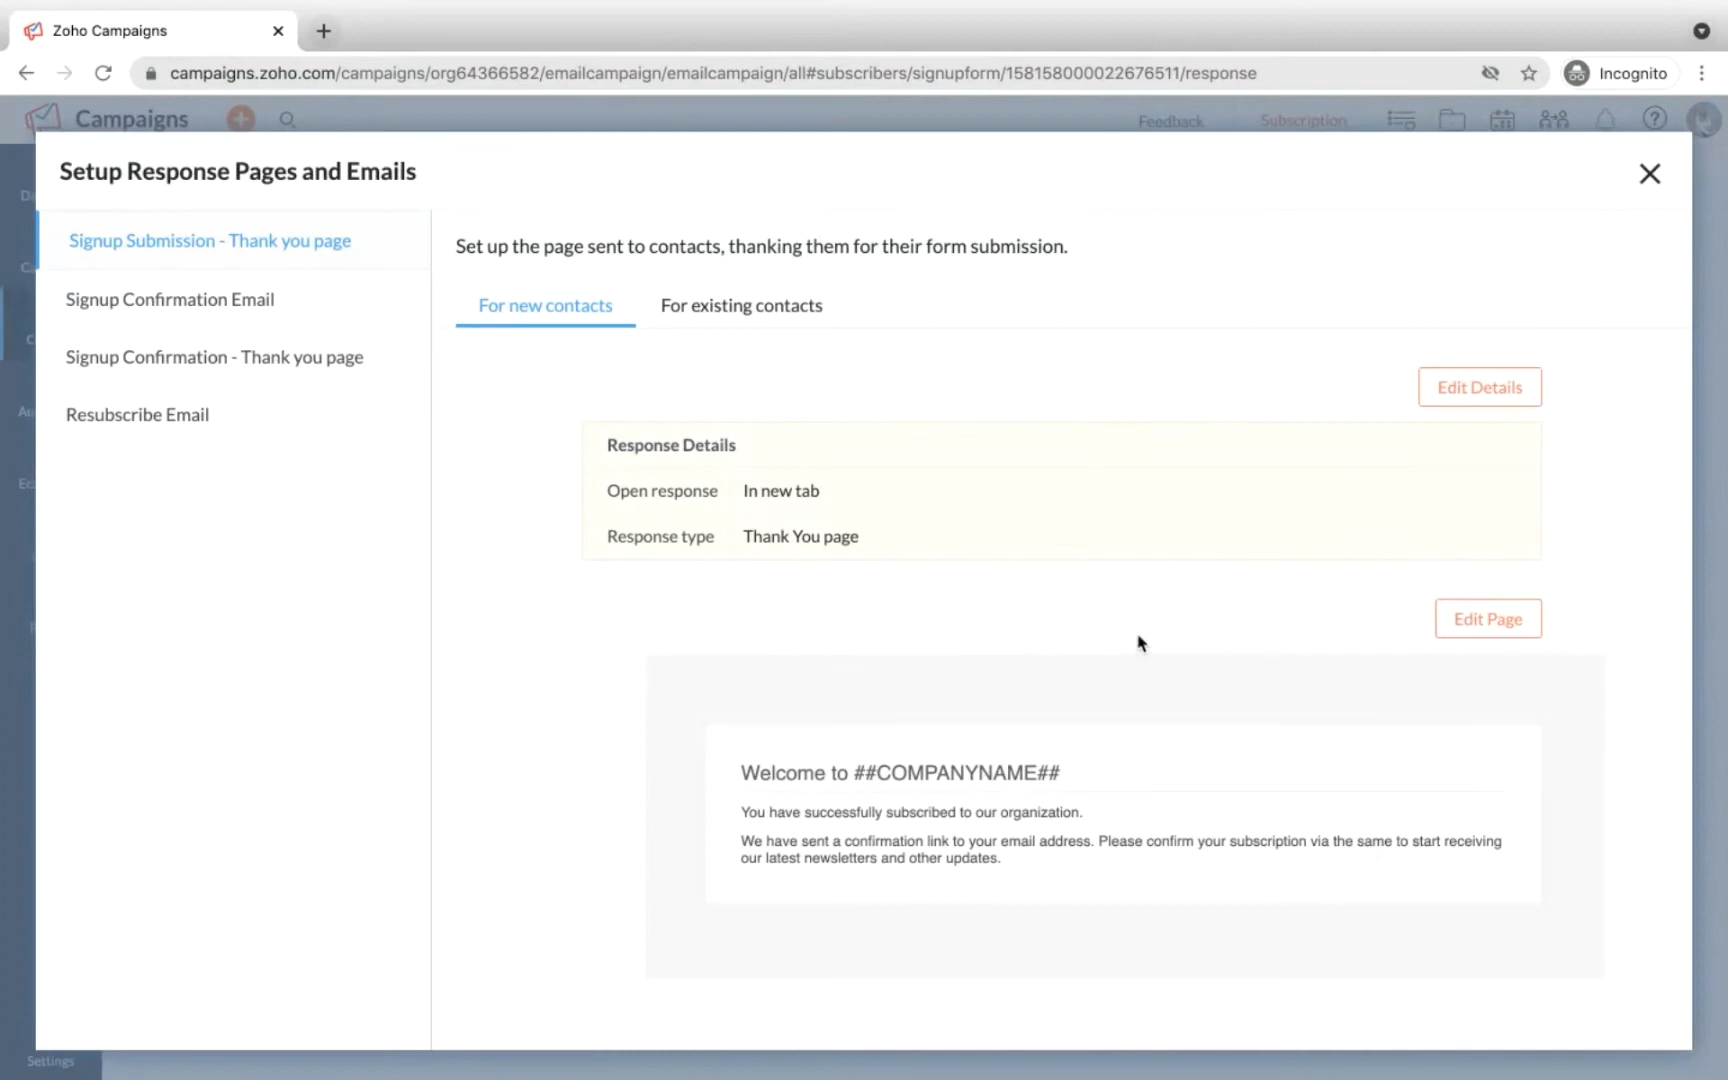 Zoho Campaigns
campaigns.zoho.com/campaigns/org64366582/emailcampaign/emailcampaign/all#subscribers/signupform/158158000022676511/response
Incognito
Campaigns
Feedback
Subscription
Setup Response Pages and Emails
Signup Submission - Thank you page
Signup Confirmation Email
Signup Confirmation - Thank you page
Resubscribe Email
Set up the page sent to contacts, thanking them for their form submission.
For new contacts
For existing contacts
Edit Details
Response Details
Open response In new tab
Response type Thank You page
Edit Page
Welcome to ##COMPANYNAME##
You have successfully subscribed to our organization.
We have sent a confirmation link to your email address. Please confirm your subscription via the same to start receiving
our latest newsletters and other updates.
Settings